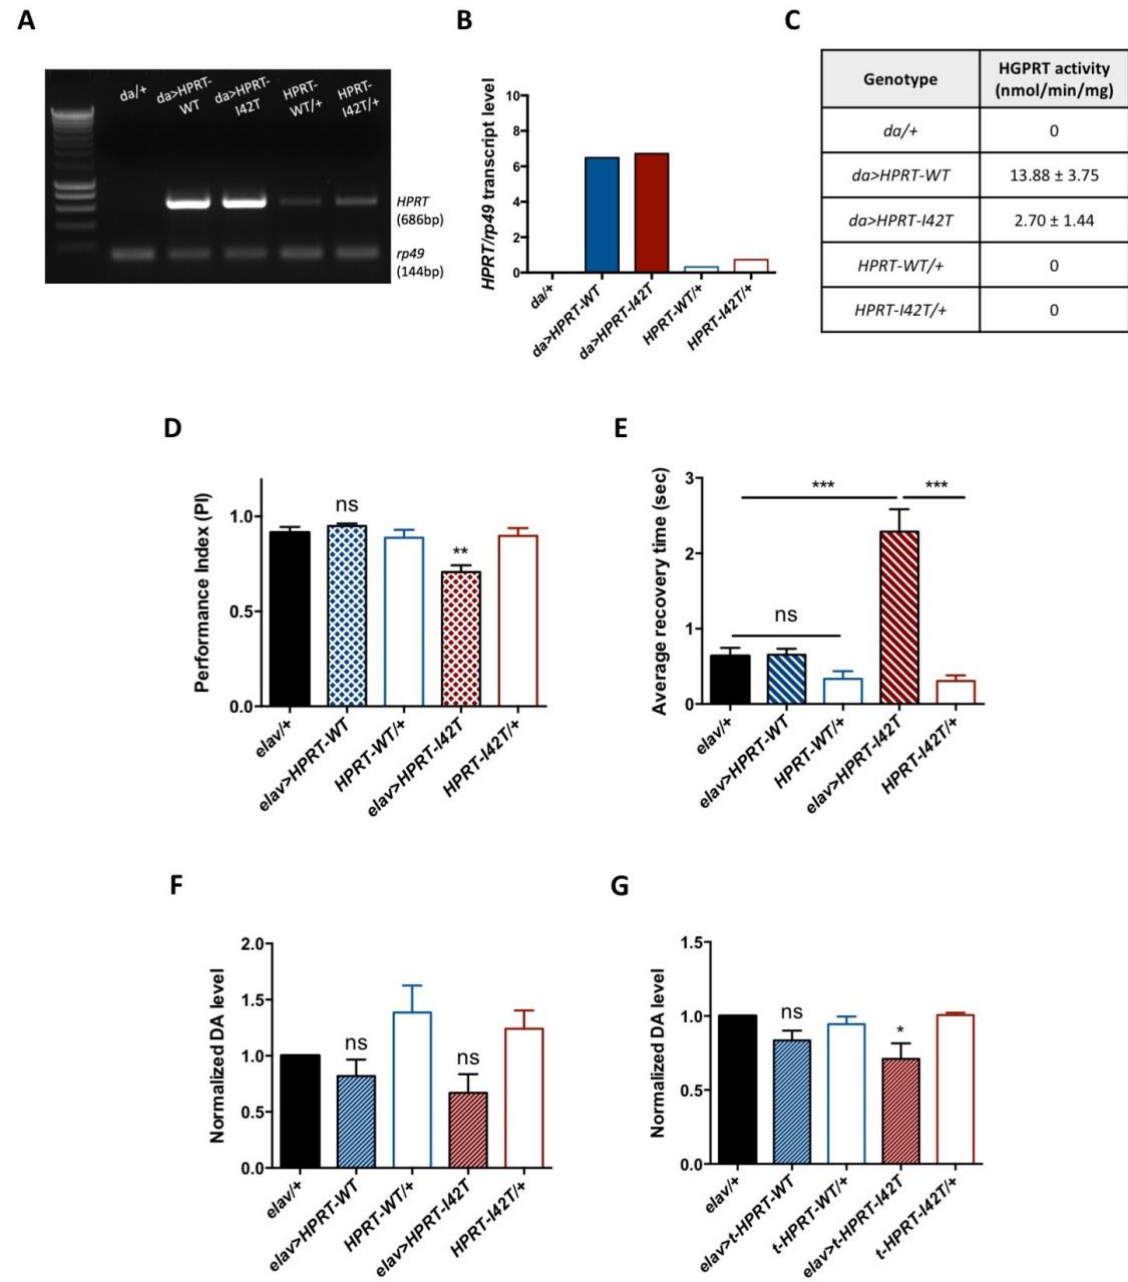 A
da/+
da>HPRT-
WT
da>HPRT-
I42T
HPRT-
WT/+
HPRT-
I42T/+
HPRT
(686bp)
rp49
(144bp)
B
HPRT/rp49 transcript level
10
8
6
4
2
0
da/+
da>HPRT-WT
da>HPRT-I42T
HPRT-WT/+
HPRT-I42T/+
C
Genotype
HGPRT activity
(nmol/min/mg)
da/+
0
da>HPRT-WT
13.88 ± 3.75
da>HPRT-I42T
2.70 ± 1.44
HPRT-WT/+
0
HPRT-I42T/+
0
D
Performance Index (PI)
1.0
0.5
0.0
ns
**
elav/+
elav>HPRT-WT
HPRT-WT/+
elav>HPRT-I42T
HPRT-I42T/+
E
Average recovery time (sec)
3
2
1
0
ns
***
***
elav/+
elav>HPRT-WT
HPRT-WT/+
elav>HPRT-I42T
HPRT-I42T/+
F
Normalized DA level
2.0
1.5
1.0
0.5
0.0
ns
ns
elav/+
elav>HPRT-WT
HPRT-WT/+
elav>HPRT-I42T
HPRT-I42T/+
G
Normalized DA level
1.5
1.0
0.5
0.0
ns
*
elav/+
elav>t-HPRT-WT
t-HPRT-WT/+
elav>t-HPRT-I42T
t-HPRT-I42T/+